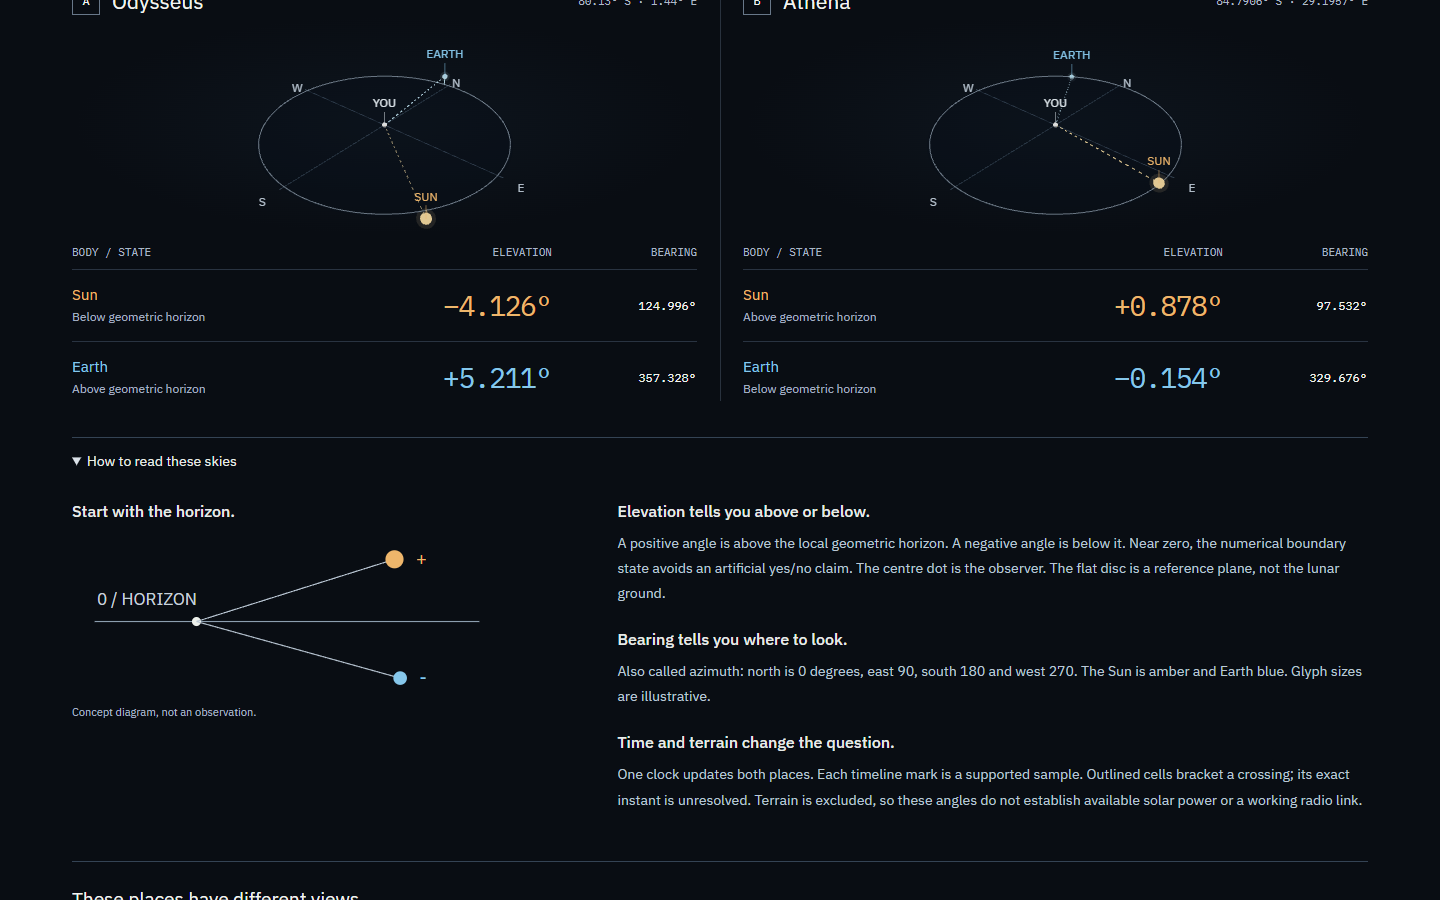 A Odysseus 80.13° S · 1.44° E
EARTH
W
N
YOU
SUN
S
E
BODY / STATE ELEVATION BEARING
Sun
Below geometric horizon
−4.126° 124.996°
Earth
Above geometric horizon
+5.211° 357.328°
B Athena 84.7906° S · 29.1957° E
EARTH
W
N
YOU
SUN
S
E
BODY / STATE ELEVATION BEARING
Sun
Above geometric horizon
+0.878° 97.532°
Earth
Below geometric horizon
−0.154° 329.676°
▼ How to read these skies
Start with the horizon.
+
0 / HORIZON
-
Concept diagram, not an observation.
Elevation tells you above or below.
A positive angle is above the local geometric horizon. A negative angle is below it. Near zero, the numerical boundary
state avoids an artificial yes/no claim. The centre dot is the observer. The flat disc is a reference plane, not the lunar
ground.
Bearing tells you where to look.
Also called azimuth: north is 0 degrees, east 90, south 180 and west 270. The Sun is amber and Earth blue. Glyph sizes
are illustrative.
Time and terrain change the question.
One clock updates both places. Each timeline mark is a supported sample. Outlined cells bracket a crossing; its exact
instant is unresolved. Terrain is excluded, so these angles do not establish available solar power or a working radio link.
These places have different views